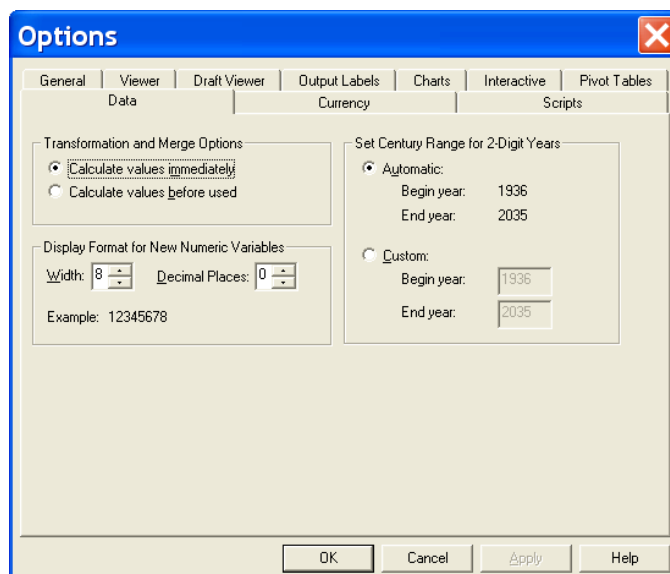 Options
General Viewer Draft Viewer Output Labels Charts Interactive Pivot Tables
Data Currency Scripts
Transformation and Merge Options
Calculate values immediately
Calculate values before used
Display Format for New Numeric Variables
Width: 8 Decimal Places: 0
Example: 12345678
Set Century Range for 2-Digit Years
Automatic:
Begin year: 1936
End year: 2035
Custom:
Begin year: 1936
End year: 2035
OK Cancel Apply Help